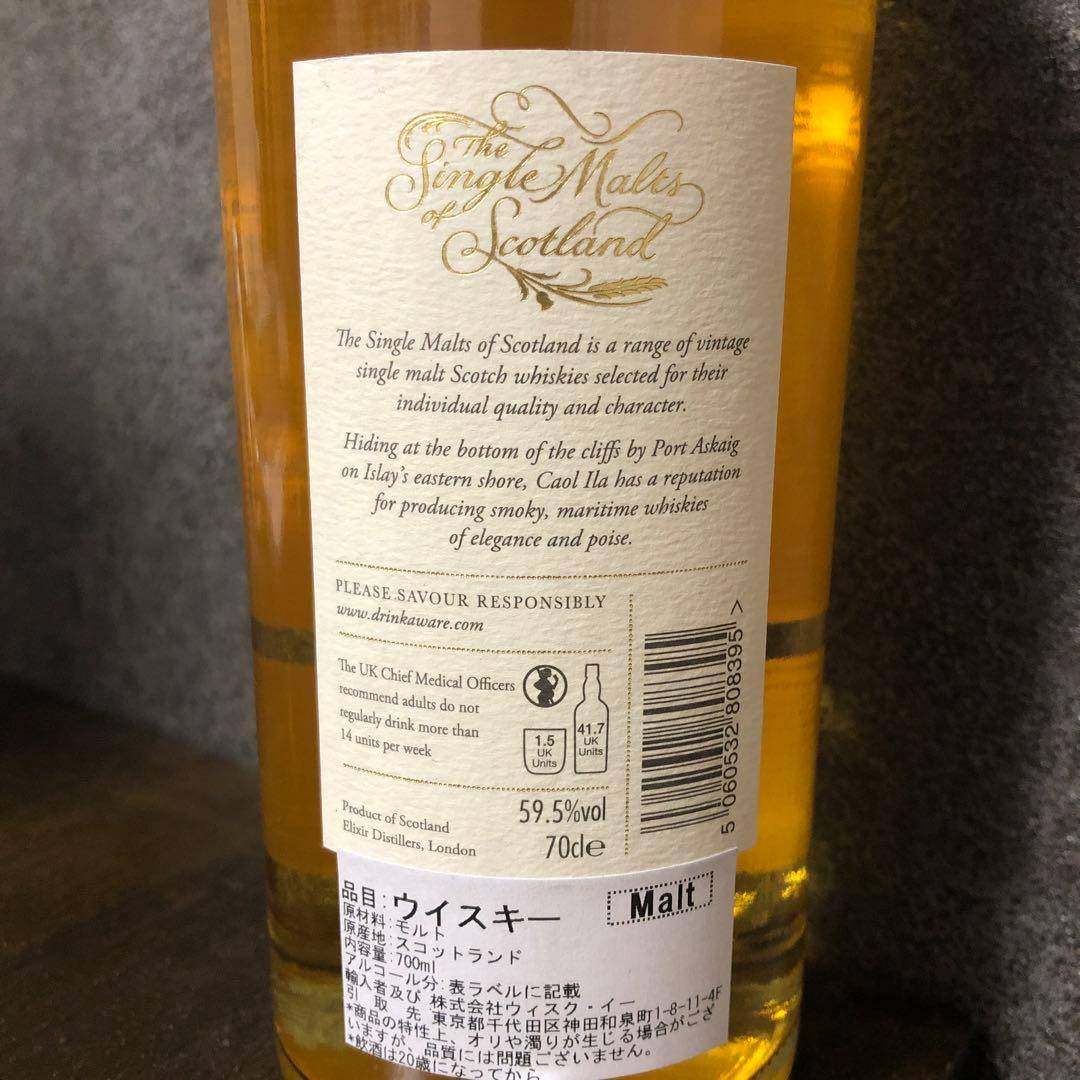 The
Single Malts
of Scotland
The Single Malts of Scotland is a range of vintage
single malt Scotch whiskies selected for their
individual quality and character.
Hiding at the bottom of the cliffs by Port Askaig
on Islay's eastern shore, Caol Ila has a reputation
for producing smoky, maritime whiskies
of elegance and poise.
PLEASE SAVOUR RESPONSIBLY
www.drinkaware.com
The UK Chief Medical Officers
recommend adults do not
regularly drink more than
14 units per week
1.5
UK
Units
41.7
UK
Units
Product of Scotland
Elixir Distillers, London
59.5%vol
70cle
5 060532 808395 >
品目:ウイスキー
Malt
原材料:モルト
原産地:スコットランド
内容量:700ml
アルコール分:表ラベルに記載
輸入者及び 株式会社ウィスク・イー
引取先 東京都千代田区神田和泉町1-8-11-4F
*商品の特性上、オリや濁りが生じる場合がござ
いますが、品質には問題ございません。
*飲酒は20歳になってから